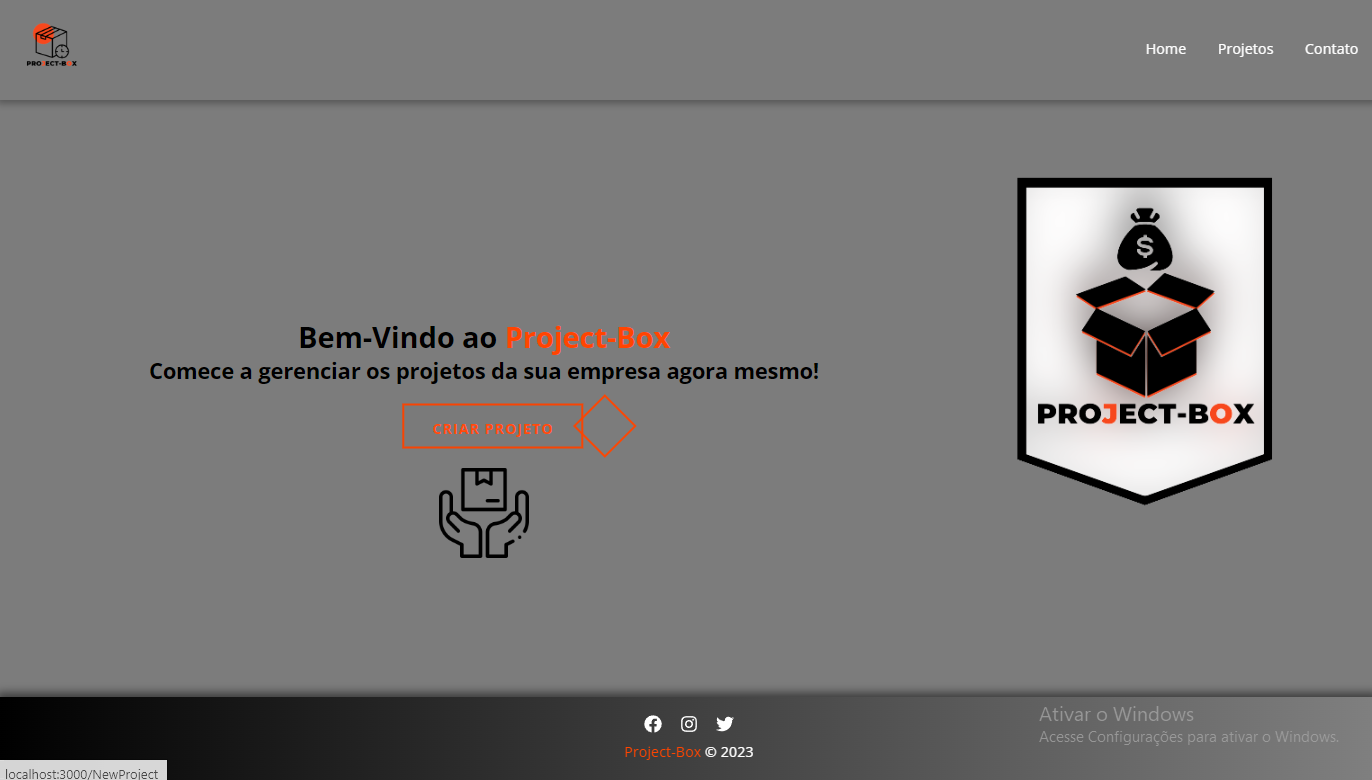 PROJECT-BOX
Home
Projetos
Contato
$
PROJECT-BOX
Bem-Vindo ao Project-Box
Comece a gerenciar os projetos da sua empresa agora mesmo!
CRIAR PROJETO
Project-Box © 2023
Ativar o Windows
Acesse Configurações para ativar o Windows.
localhost:3000/NewProject